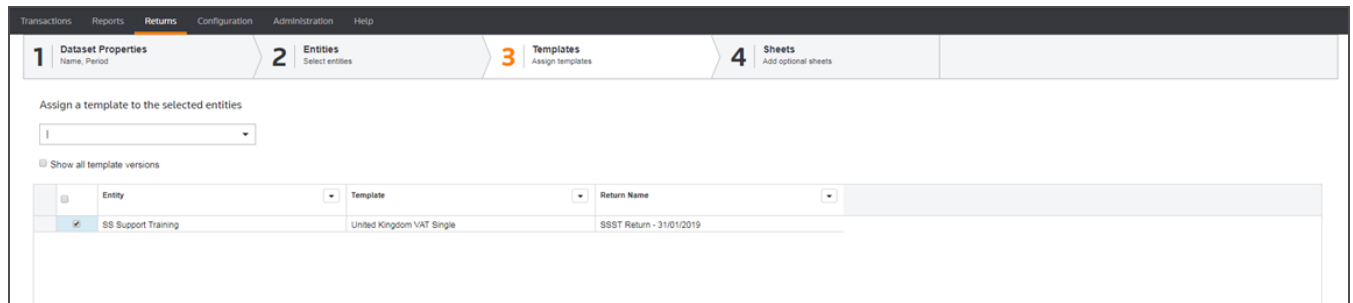 Transactions Reports Returns Configuration Administration Help
1 Dataset Properties
Name, Period
2 Entities
Select entities
3 Templates
Assign templates
4 Sheets
Add optional sheets
Assign a template to the selected entities
Show all template versions
Entity Template Return Name
SS Support Training United Kingdom VAT Single SSST Return - 31/01/2019